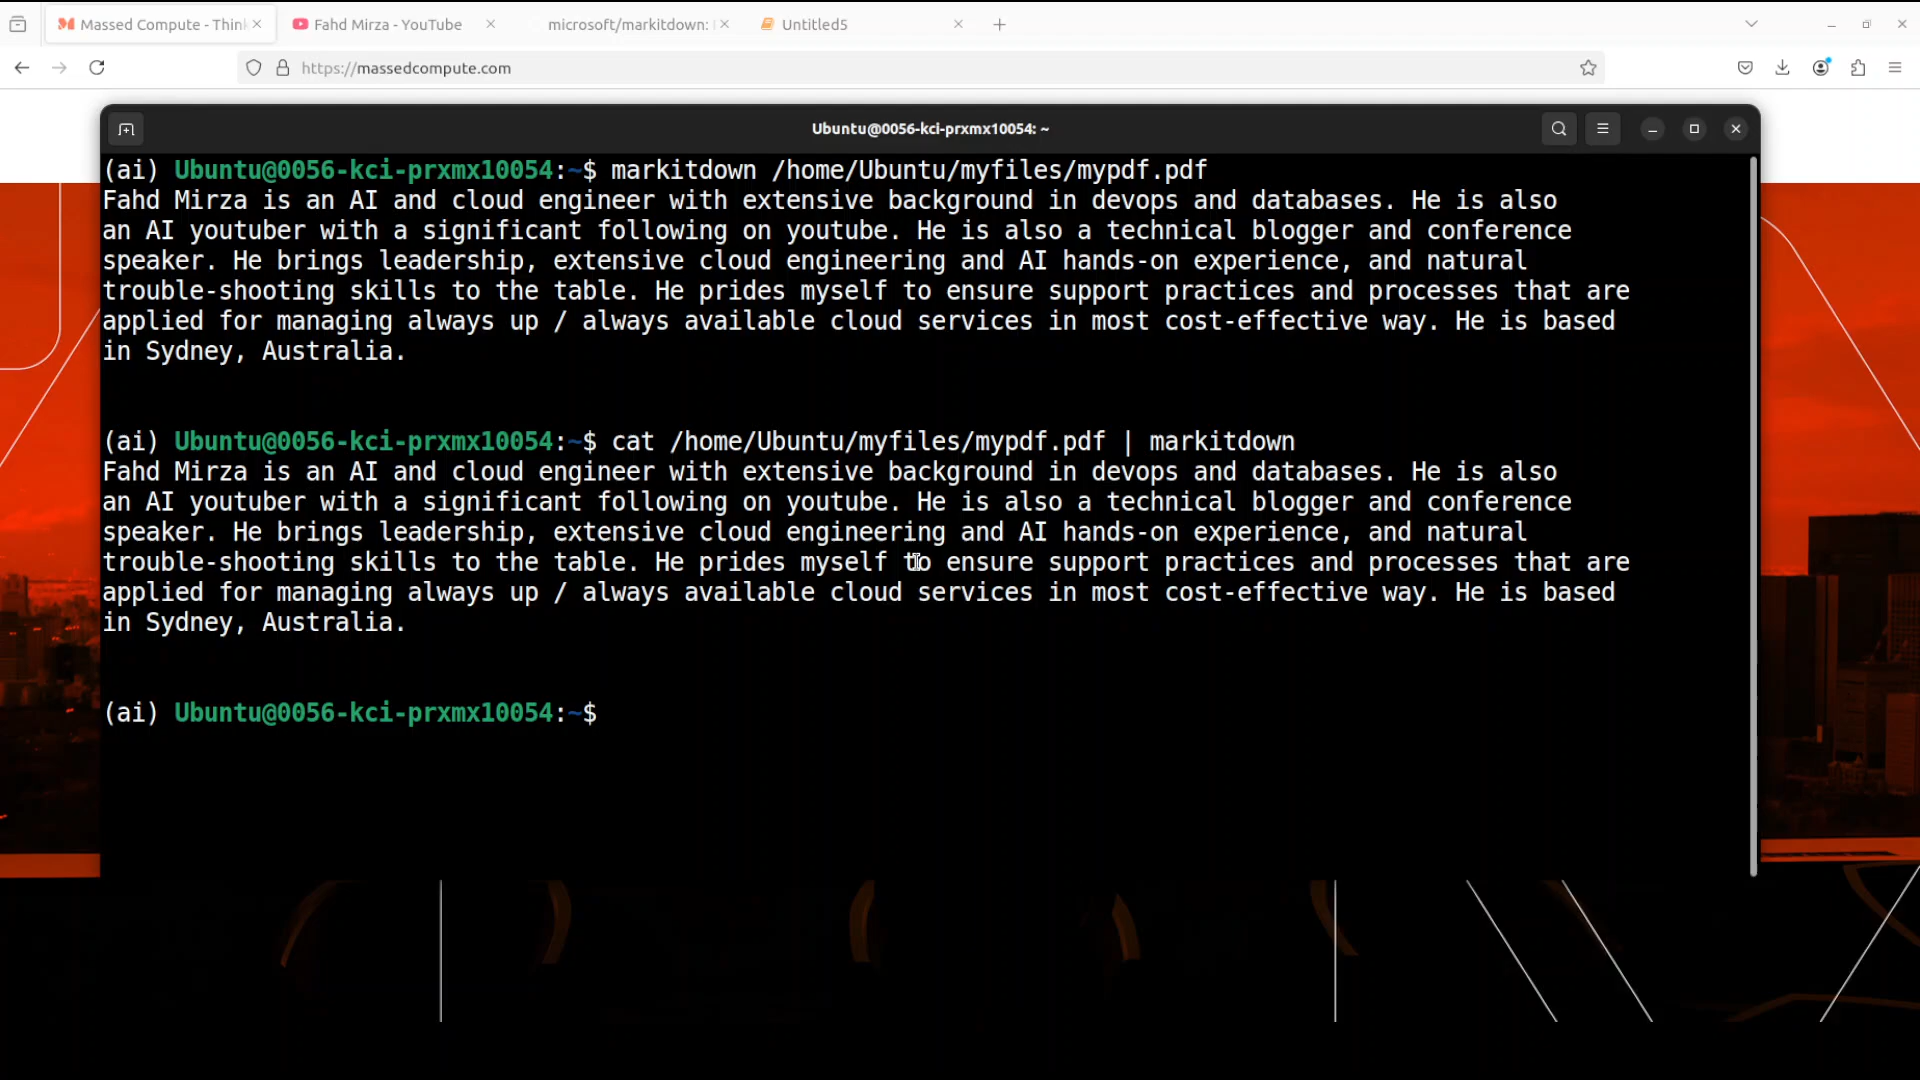 Massed Compute - Think
Fahd Mirza - YouTube
microsoft/markitdown:
Untitled5
https://massedcompute.com
Ubuntu@0056-kci-prxmx10054: ~
(ai) Ubuntu@0056-kci-prxmx10054:~$ markitdown /home/Ubuntu/myfiles/mypdf.pdf
Fahd Mirza is an AI and cloud engineer with extensive background in devops and databases. He is also
an AI youtuber with a significant following on youtube. He is also a technical blogger and conference
speaker. He brings leadership, extensive cloud engineering and AI hands-on experience, and natural
trouble-shooting skills to the table. He prides myself to ensure support practices and processes that are
applied for managing always up / always available cloud services in most cost-effective way. He is based
in Sydney, Australia.
(ai) Ubuntu@0056-kci-prxmx10054:~$ cat /home/Ubuntu/myfiles/mypdf.pdf | markitdown
Fahd Mirza is an AI and cloud engineer with extensive background in devops and databases. He is also
an AI youtuber with a significant following on youtube. He is also a technical blogger and conference
speaker. He brings leadership, extensive cloud engineering and AI hands-on experience, and natural
trouble-shooting skills to the table. He prides myself to ensure support practices and processes that are
applied for managing always up / always available cloud services in most cost-effective way. He is based
in Sydney, Australia.
(ai) Ubuntu@0056-kci-prxmx10054:~$